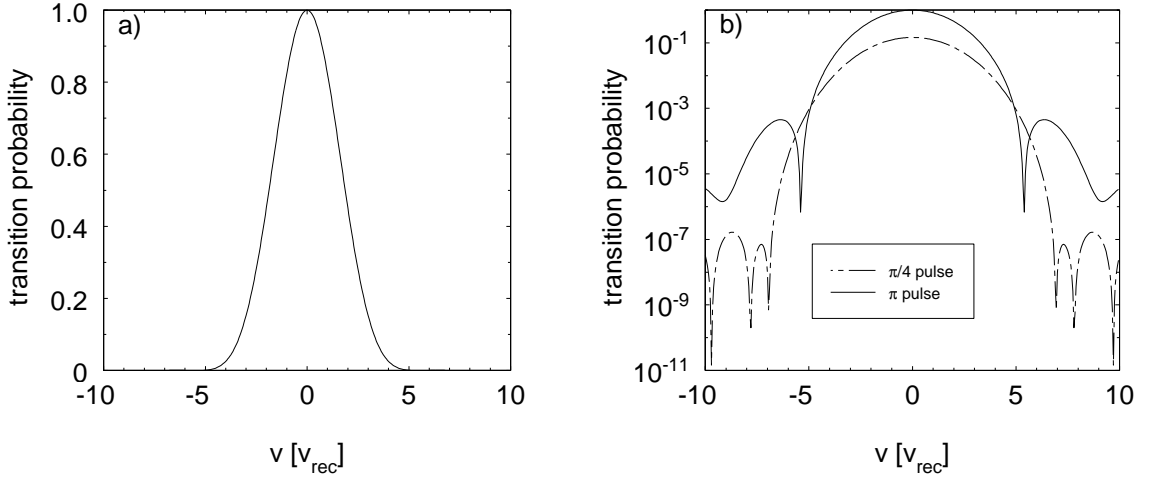 a)
transition probability
1.0
0.8
0.6
0.4
0.2
0
-10
-5
0
5
10
v [v_rec]
b)
transition probability
10^-1
10^-3
10^-5
10^-7
10^-9
10^-11
π/4 pulse
π pulse
-10
-5
0
5
10
v [v_rec]